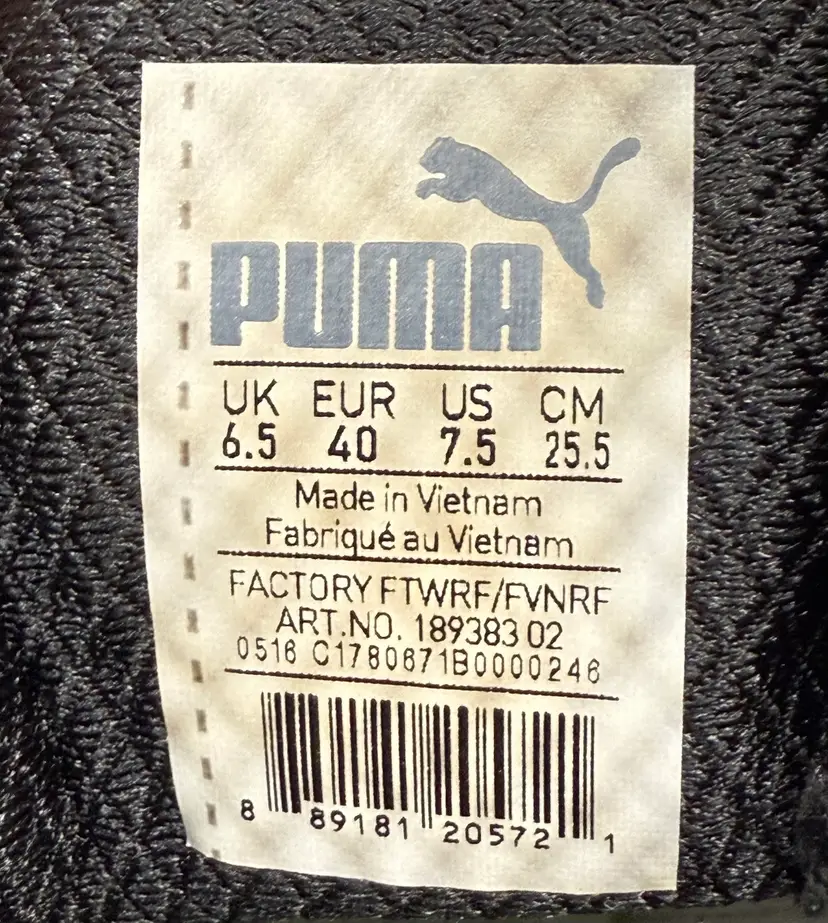 PUMA
UK EUR US CM
6.5 40 7.5 25.5
Made in Vietnam
Fabriqué au Vietnam
FACTORY FTWRF/FVNRF
ART.NO. 189383 02
0516 C1780671B0000246
8 89181 20572 1